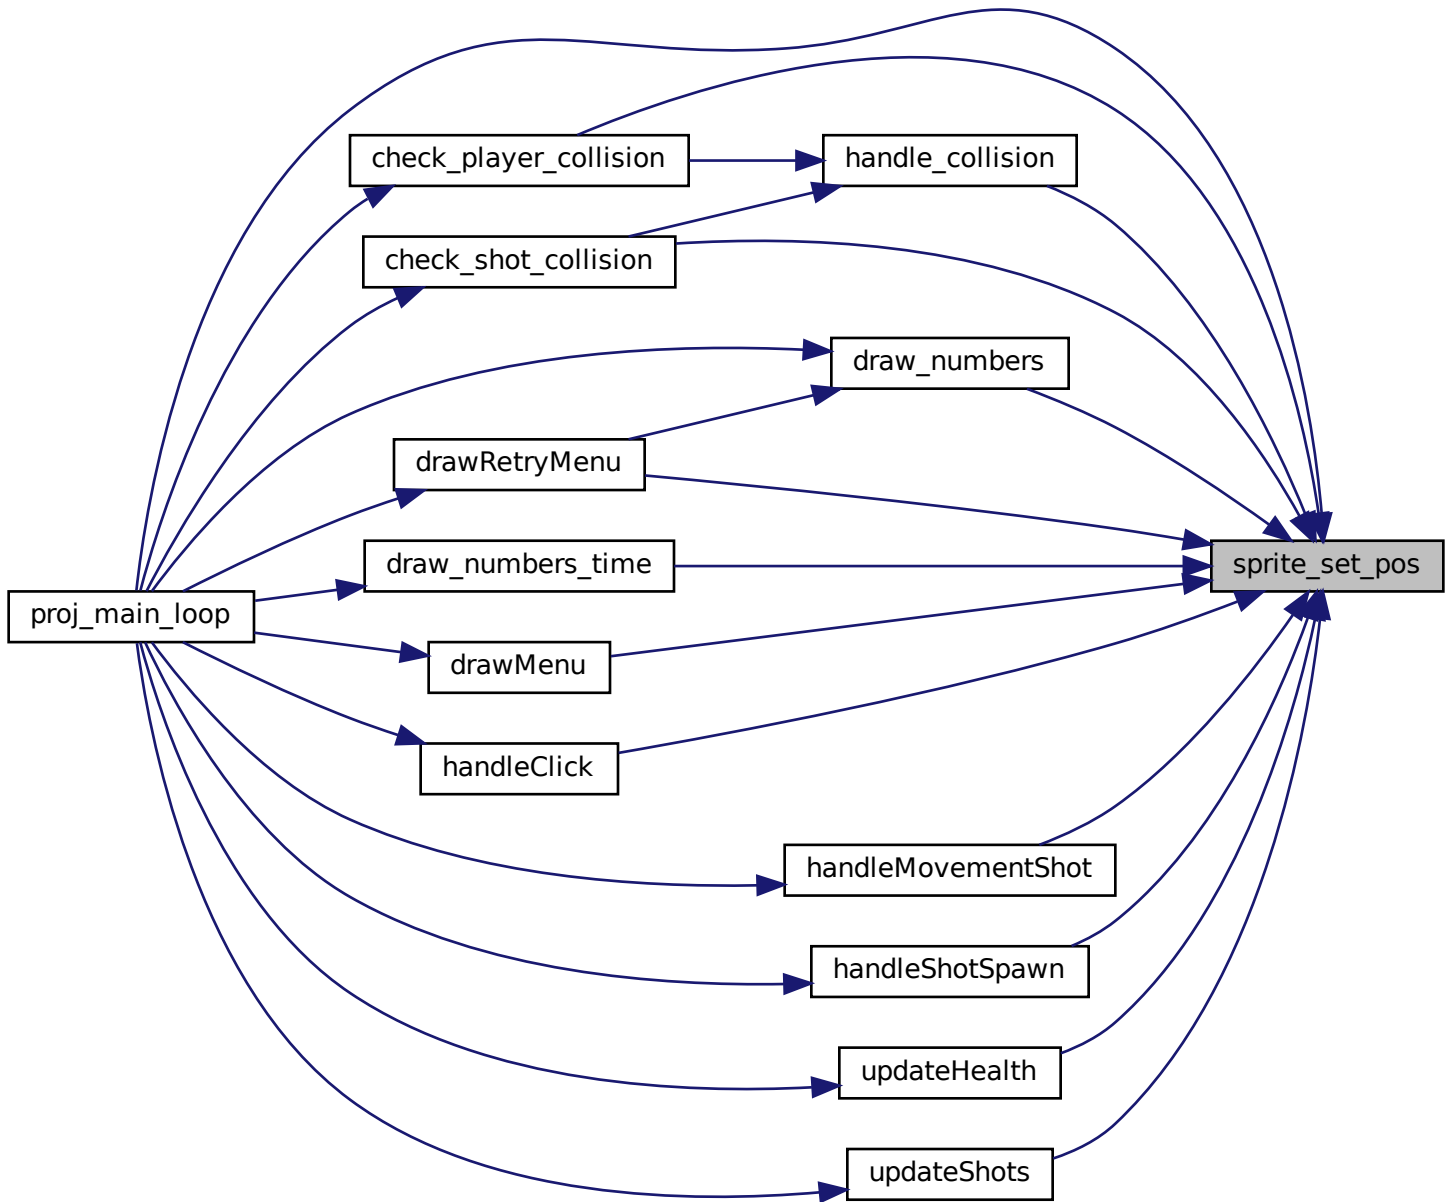 check_player_collision
handle_collision
check_shot_collision
draw_numbers
drawRetryMenu
draw_numbers_time
sprite_set_pos
proj_main_loop
drawMenu
handleClick
handleMovementShot
handleShotSpawn
updateHealth
updateShots